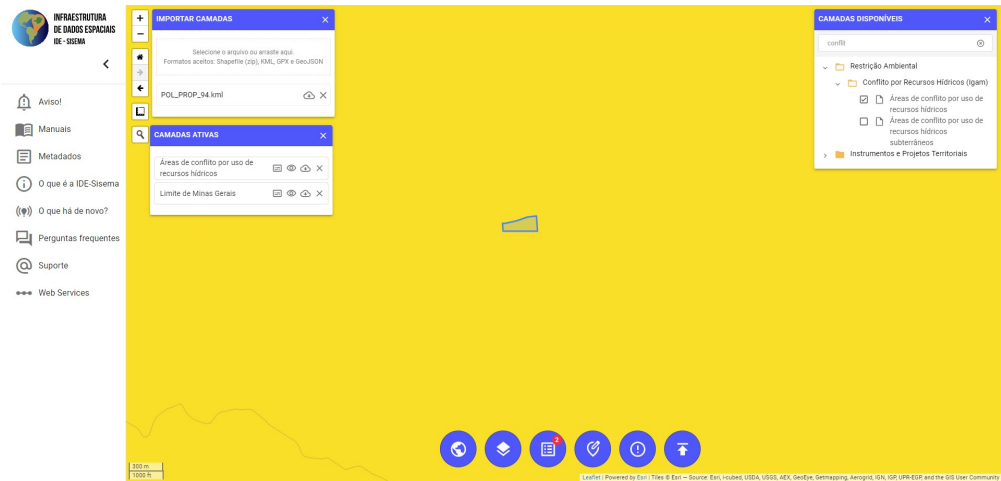 INFRAESTRUTURA
DE DADOS ESPACIAIS
IDE - SISEMA
Aviso!
Manuais
Metadados
O que é a IDE-Sisema
O que há de novo?
Perguntas frequentes
Suporte
Web Services
+
−
IMPORTAR CAMADAS
Selecione o arquivo ou arraste aqui.
Formatos aceitos: Shapefile (zip), KML, GPX e GeoJSON
POL_PROP_94.kml
CAMADAS ATIVAS
Áreas de conflito por uso de
recursos hídricos
Limite de Minas Gerais
CAMADAS DISPONÍVEIS
confli
Restrição Ambiental
Conflito por Recursos Hídricos (Igam)
Áreas de conflito por uso de
recursos hídricos
Áreas de conflito por uso de
recursos hídricos
subterrâneos
Instrumentos e Projetos Territoriais
2
300 m
1000 ft
Leaflet | Powered by Esri | Tiles © Esri — Source: Esri, i-cubed, USDA, USGS, AEX, GeoEye, Getmapping, Aerogrid, IGN, IGP, UPR-EGP, and the GIS User Community